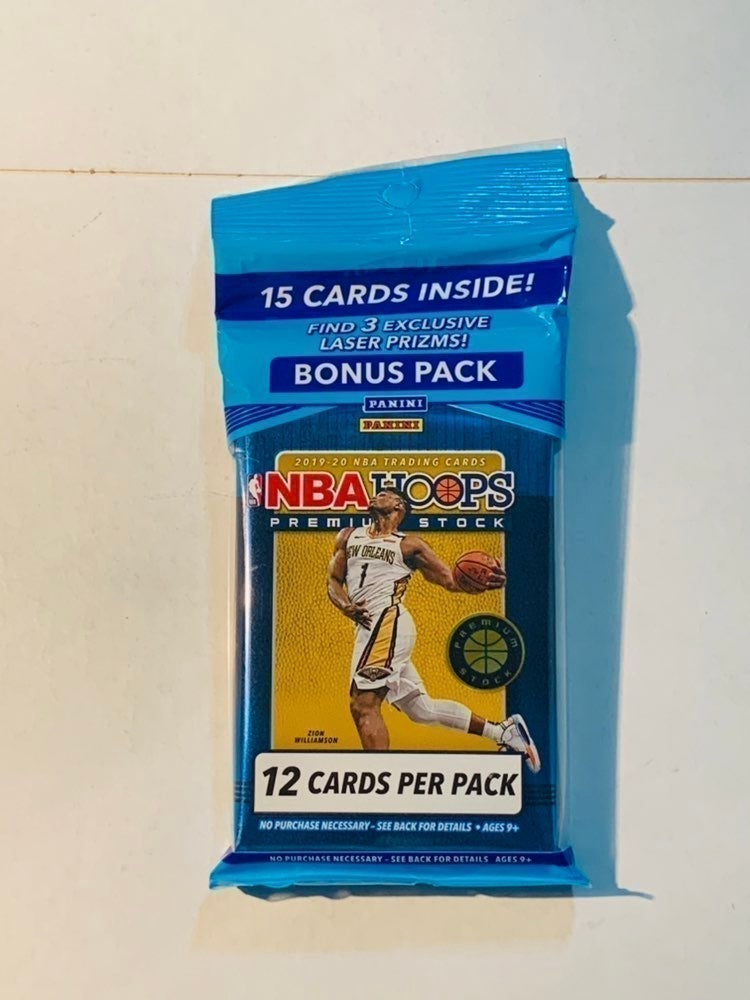 15 CARDS INSIDE!
FIND 3 EXCLUSIVE
LASER PRIZMS!
BONUS PACK
PANINI
PANINI
2019-20 NBA TRADING CARDS
NBA HOOPS
PREMIUM STOCK
NEW ORLEANS
1
PREMIUM
STOCK
ZION
WILLIAMSON
12 CARDS PER PACK
NO PURCHASE NECESSARY - SEE BACK FOR DETAILS • AGES 9+
NO PURCHASE NECESSARY - SEE BACK FOR DETAILS AGES 9+